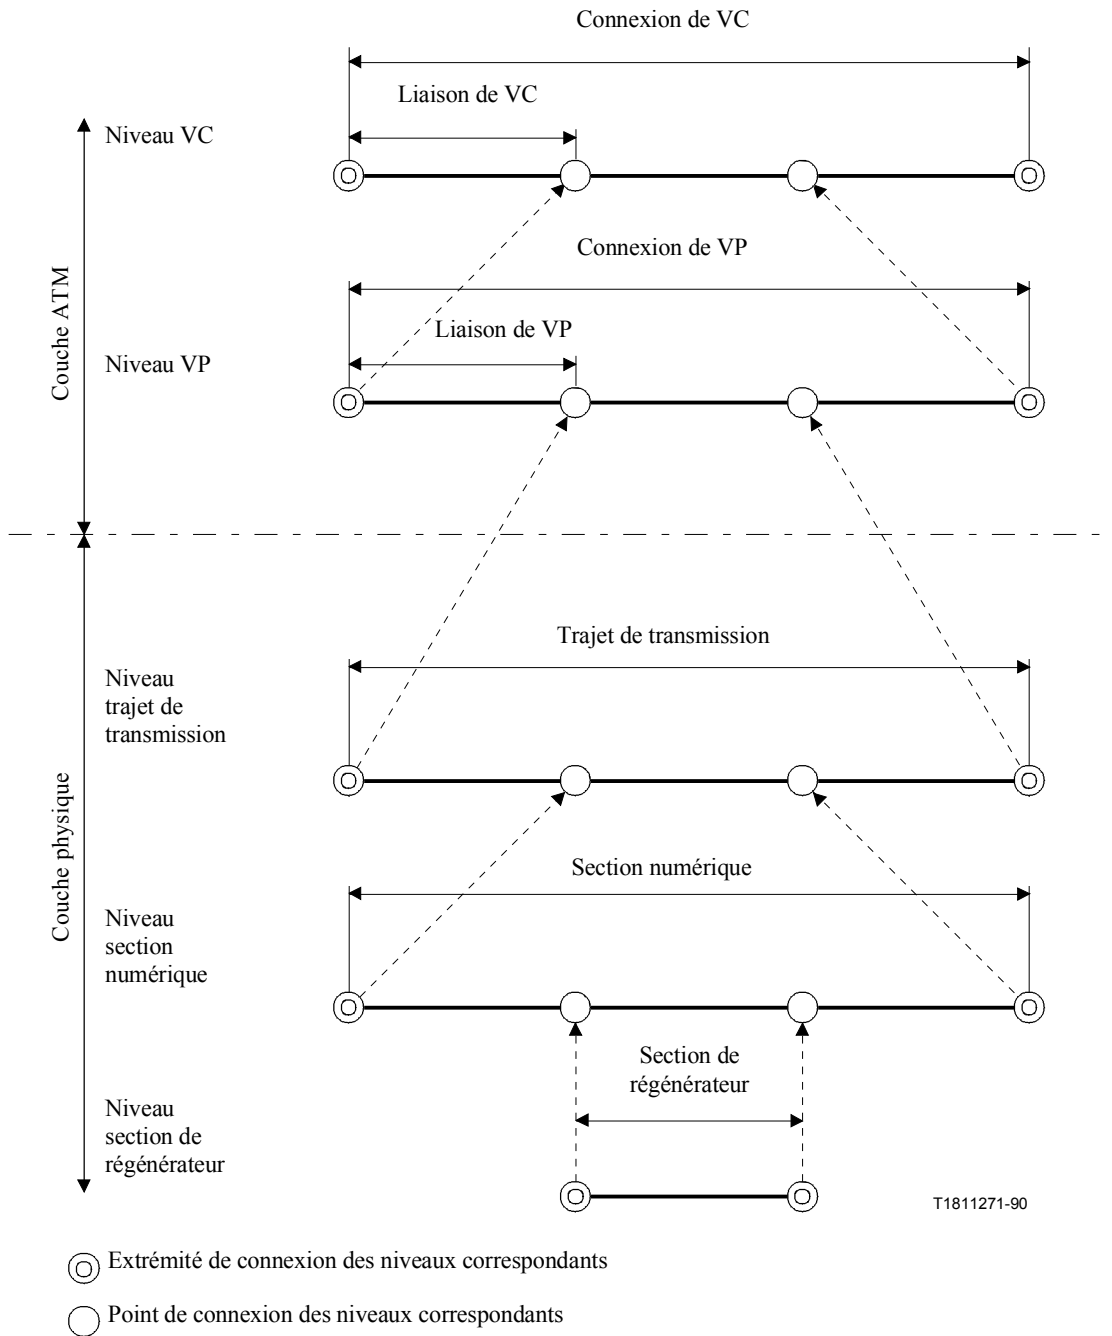 Connexion de VC
Liaison de VC
Niveau VC
Connexion de VP
Couche ATM
Liaison de VP
Niveau VP
Trajet de transmission
Niveau
trajet de
transmission
Couche physique
Section numérique
Niveau
section
numérique
Section de
régénérateur
Niveau
section de
régénérateur
T1811271-90
Extrémité de connexion des niveaux correspondants
Point de connexion des niveaux correspondants